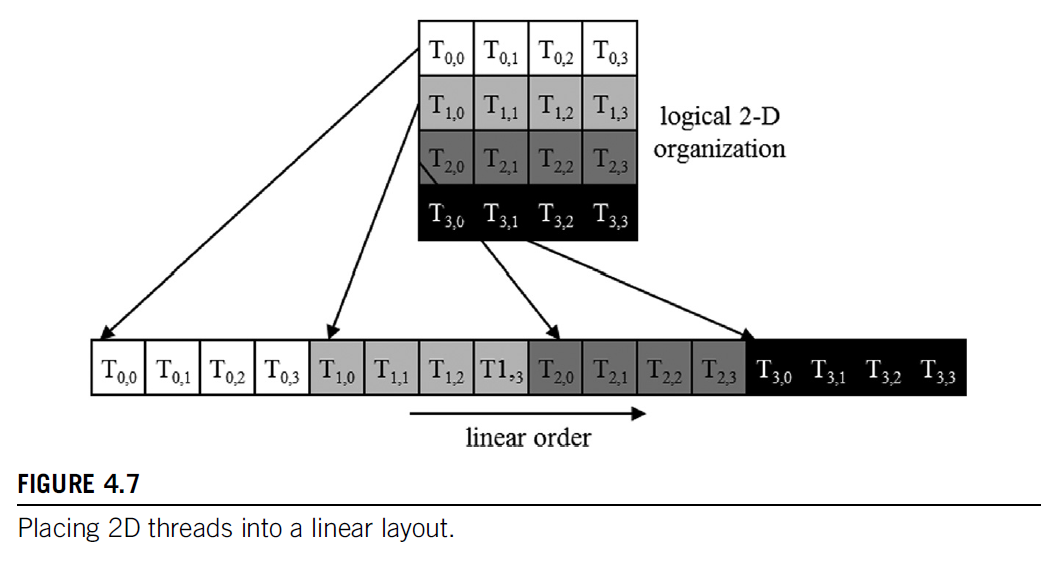 T0,0 T0,1 T0,2 T0,3
T1,0 T1,1 T1,2 T1,3
T2,0 T2,1 T2,2 T2,3
T3,0 T3,1 T3,2 T3,3
logical 2-D
organization
T0,0 T0,1 T0,2 T0,3 T1,0 T1,1 T1,2 T1,3 T2,0 T2,1 T2,2 T2,3 T3,0 T3,1 T3,2 T3,3
linear order
FIGURE 4.7
Placing 2D threads into a linear layout.